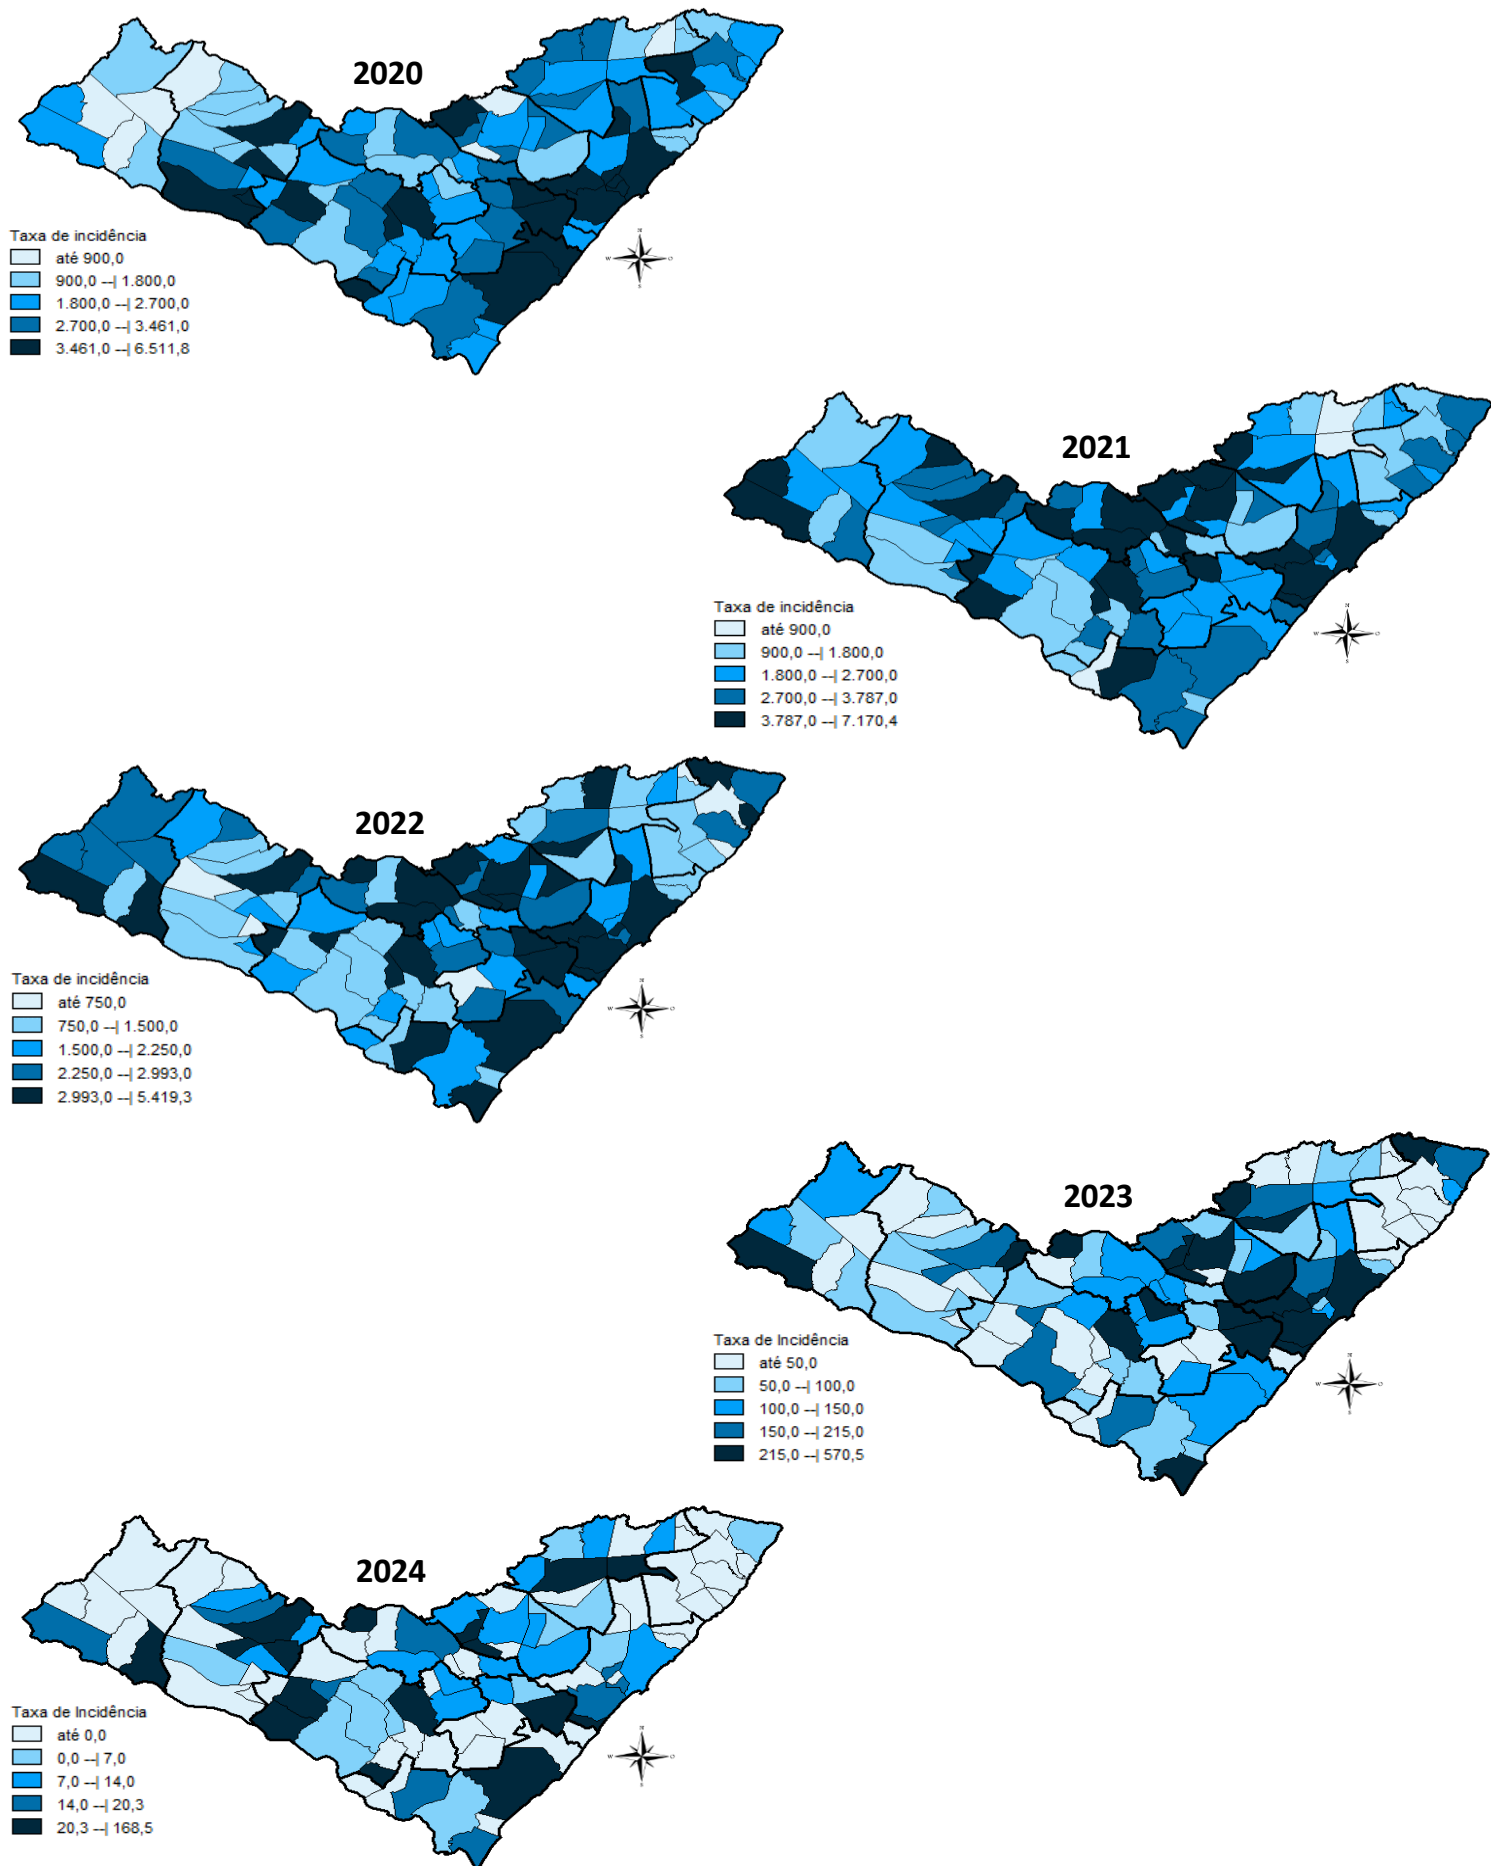 2020
Taxa de incidência
até 900,0
900,0 --| 1.800,0
1.800,0 --| 2.700,0
2.700,0 --| 3.461,0
3.461,0 --| 6.511,8
N
W
O
S
2021
Taxa de incidência
até 900,0
900,0 --| 1.800,0
1.800,0 --| 2.700,0
2.700,0 --| 3.787,0
3.787,0 --| 7.170,4
N
W
O
S
2022
Taxa de incidência
até 750,0
750,0 --| 1.500,0
1.500,0 --| 2.250,0
2.250,0 --| 2.993,0
2.993,0 --| 5.419,3
N
W
O
S
2023
Taxa de Incidência
até 50,0
50,0 --| 100,0
100,0 --| 150,0
150,0 --| 215,0
215,0 --| 570,5
N
W
O
S
2024
Taxa de Incidência
até 0,0
0,0 --| 7,0
7,0 --| 14,0
14,0 --| 20,3
20,3 --| 168,5
N
W
O
S